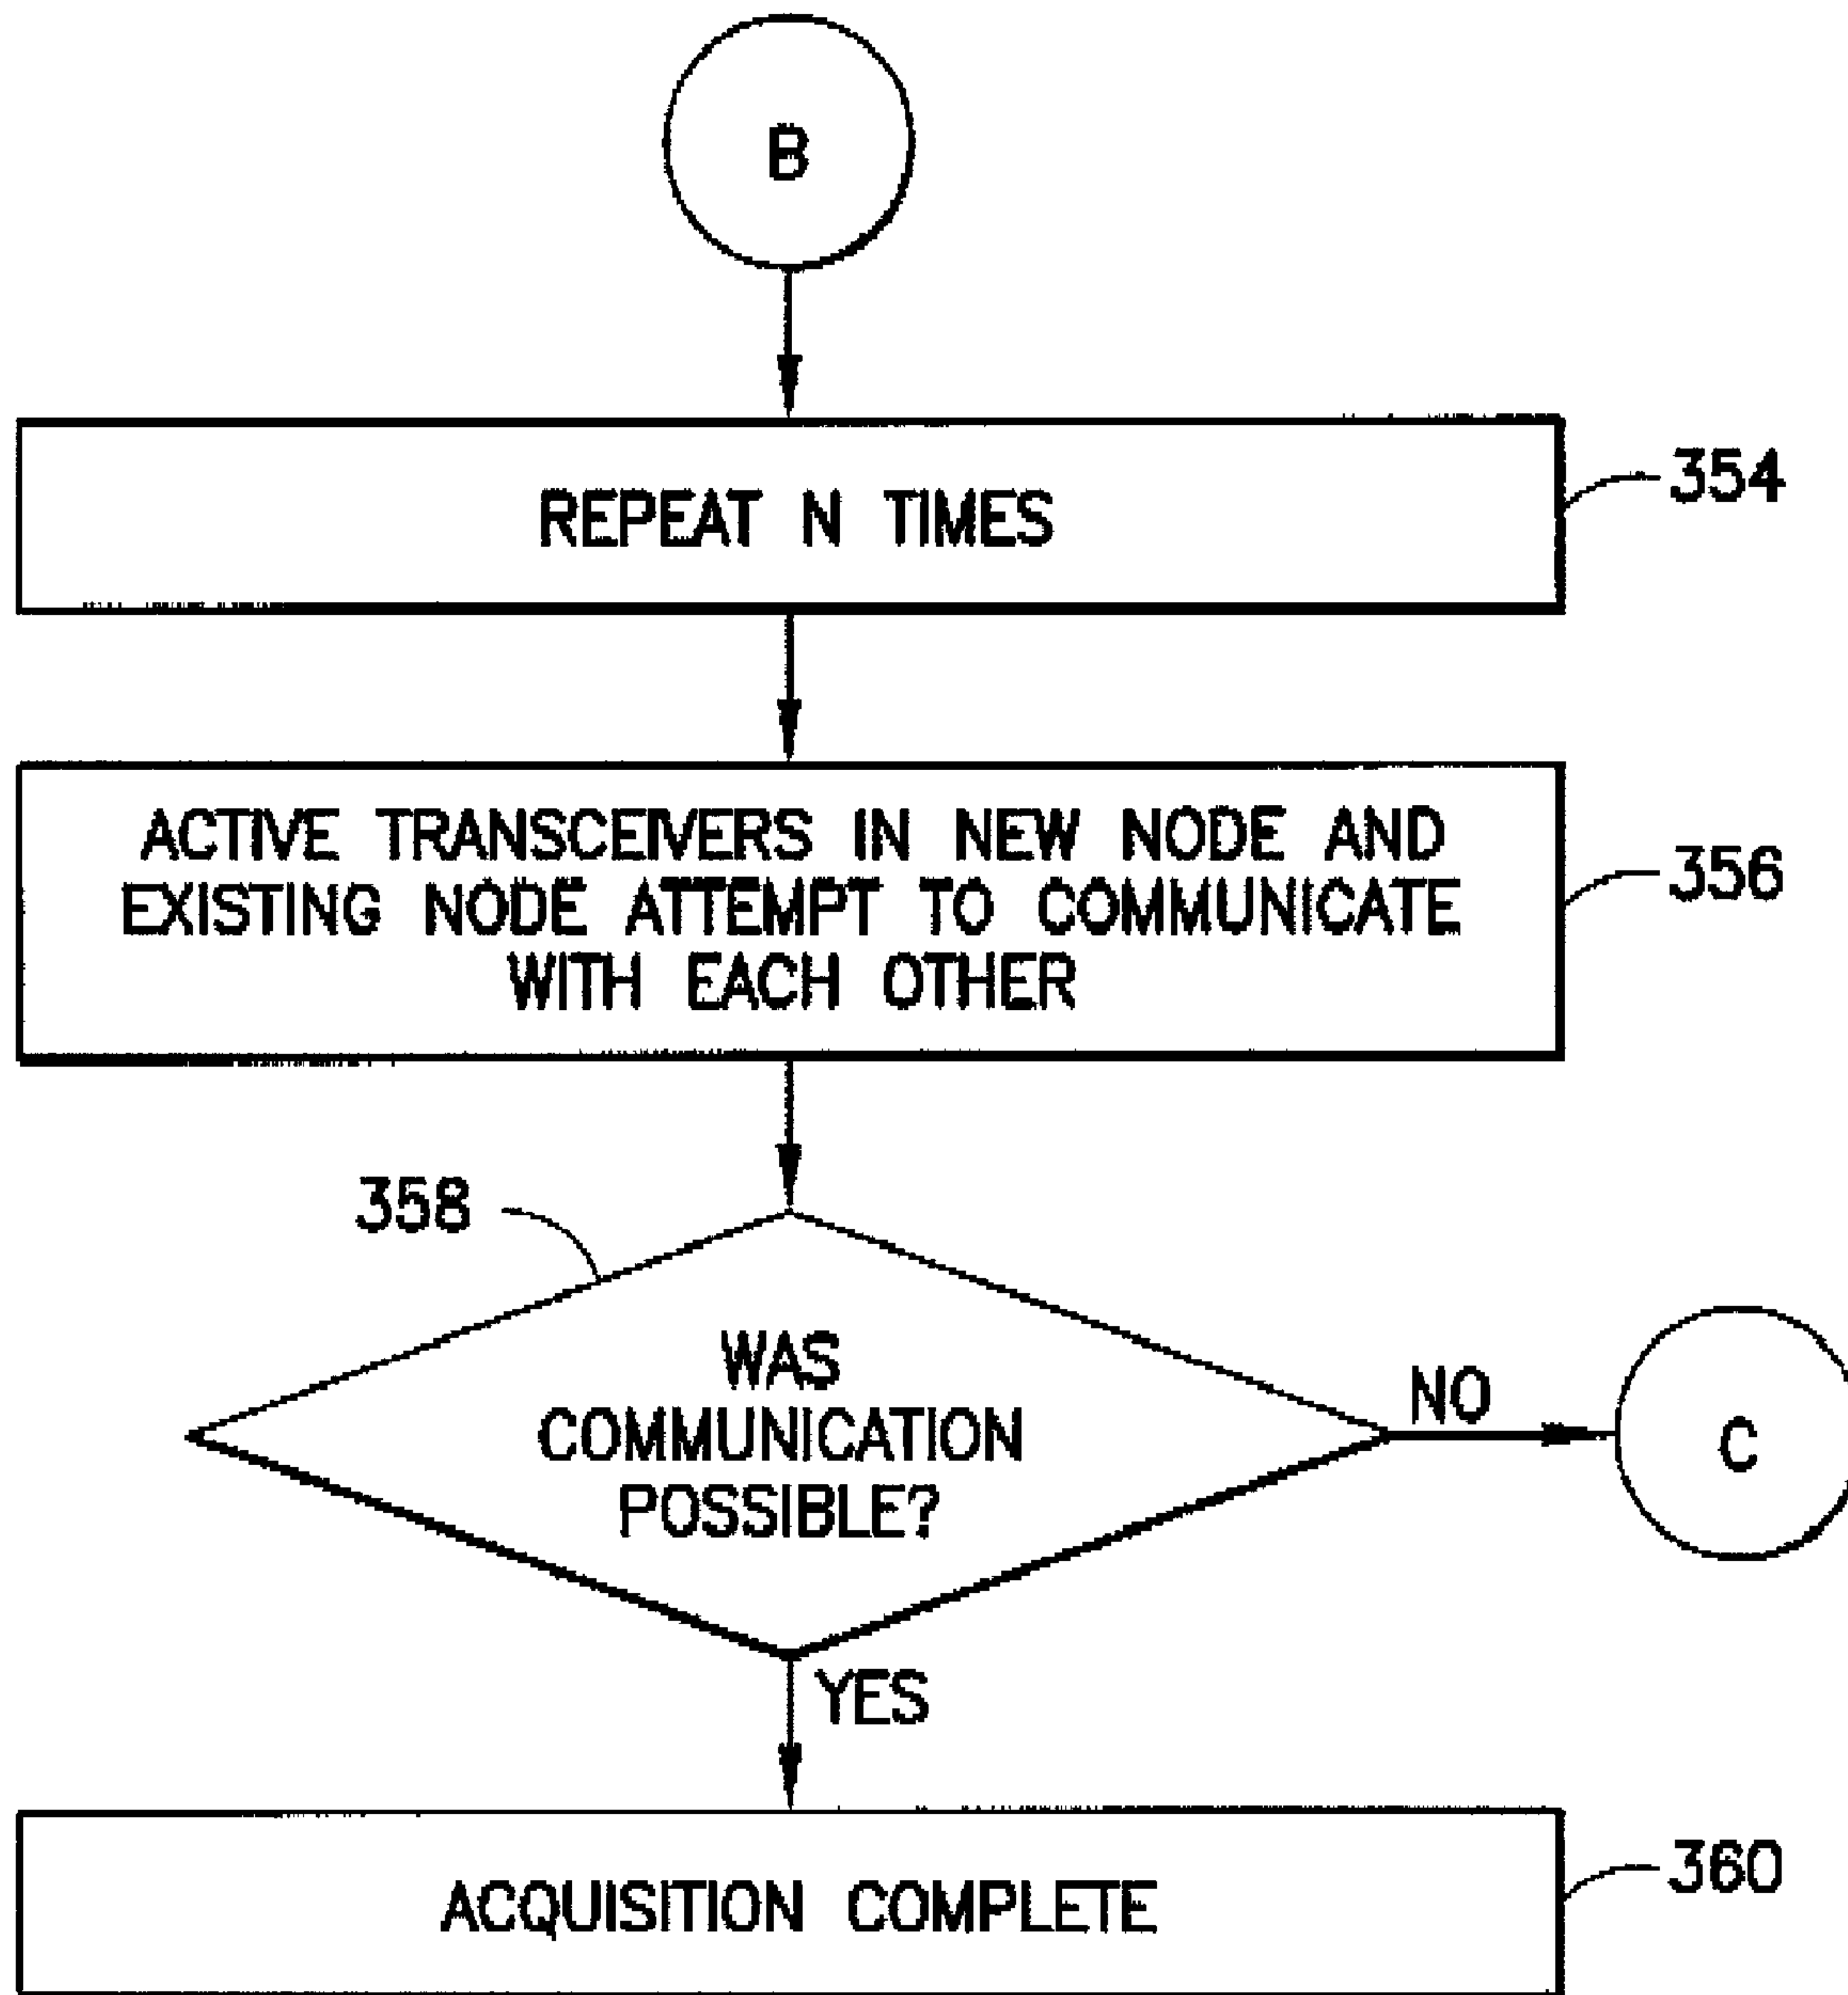 B
REPEAT N TIMES
354
ACTIVE TRANSCEIVERS IN NEW NODE AND
EXISTING NODE ATTEMPT TO COMMUNICATE
WITH EACH OTHER
356
358
WAS
COMMUNICATION
POSSIBLE?
NO
C
YES
ACQUISITION COMPLETE
360